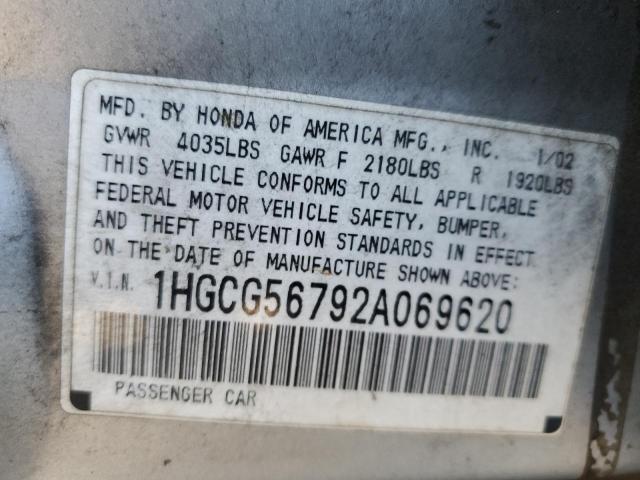 MFD. BY HONDA OF AMERICA MFG., INC. 1/02
GVWR 4035LBS GAWR F 2180LBS R 1920LBS
THIS VEHICLE CONFORMS TO ALL APPLICABLE
FEDERAL MOTOR VEHICLE SAFETY, BUMPER,
AND THEFT PREVENTION STANDARDS IN EFFECT
ON THE DATE OF MANUFACTURE SHOWN ABOVE:
V.I.N. 1HGCG56792A069620
PASSENGER CAR